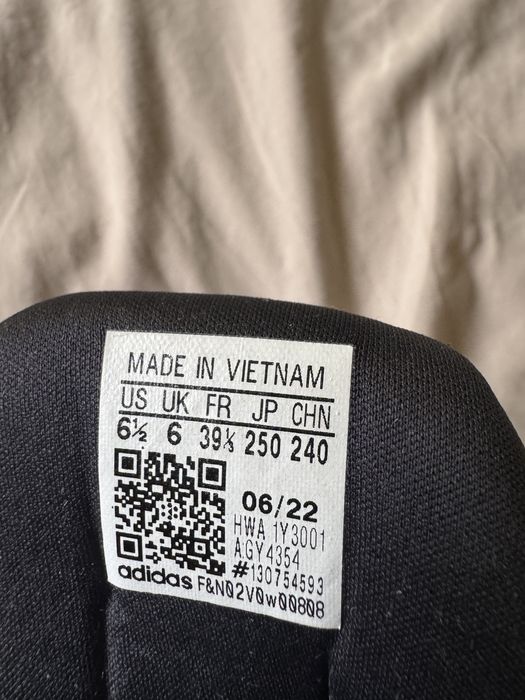 MADE IN VIETNAM
US UK FR JP CHN
6½ 6 39⅓ 250 240
06/22
HWA 1Y3001
A:GY4354
#130754593
adidas F&N02V0w00808